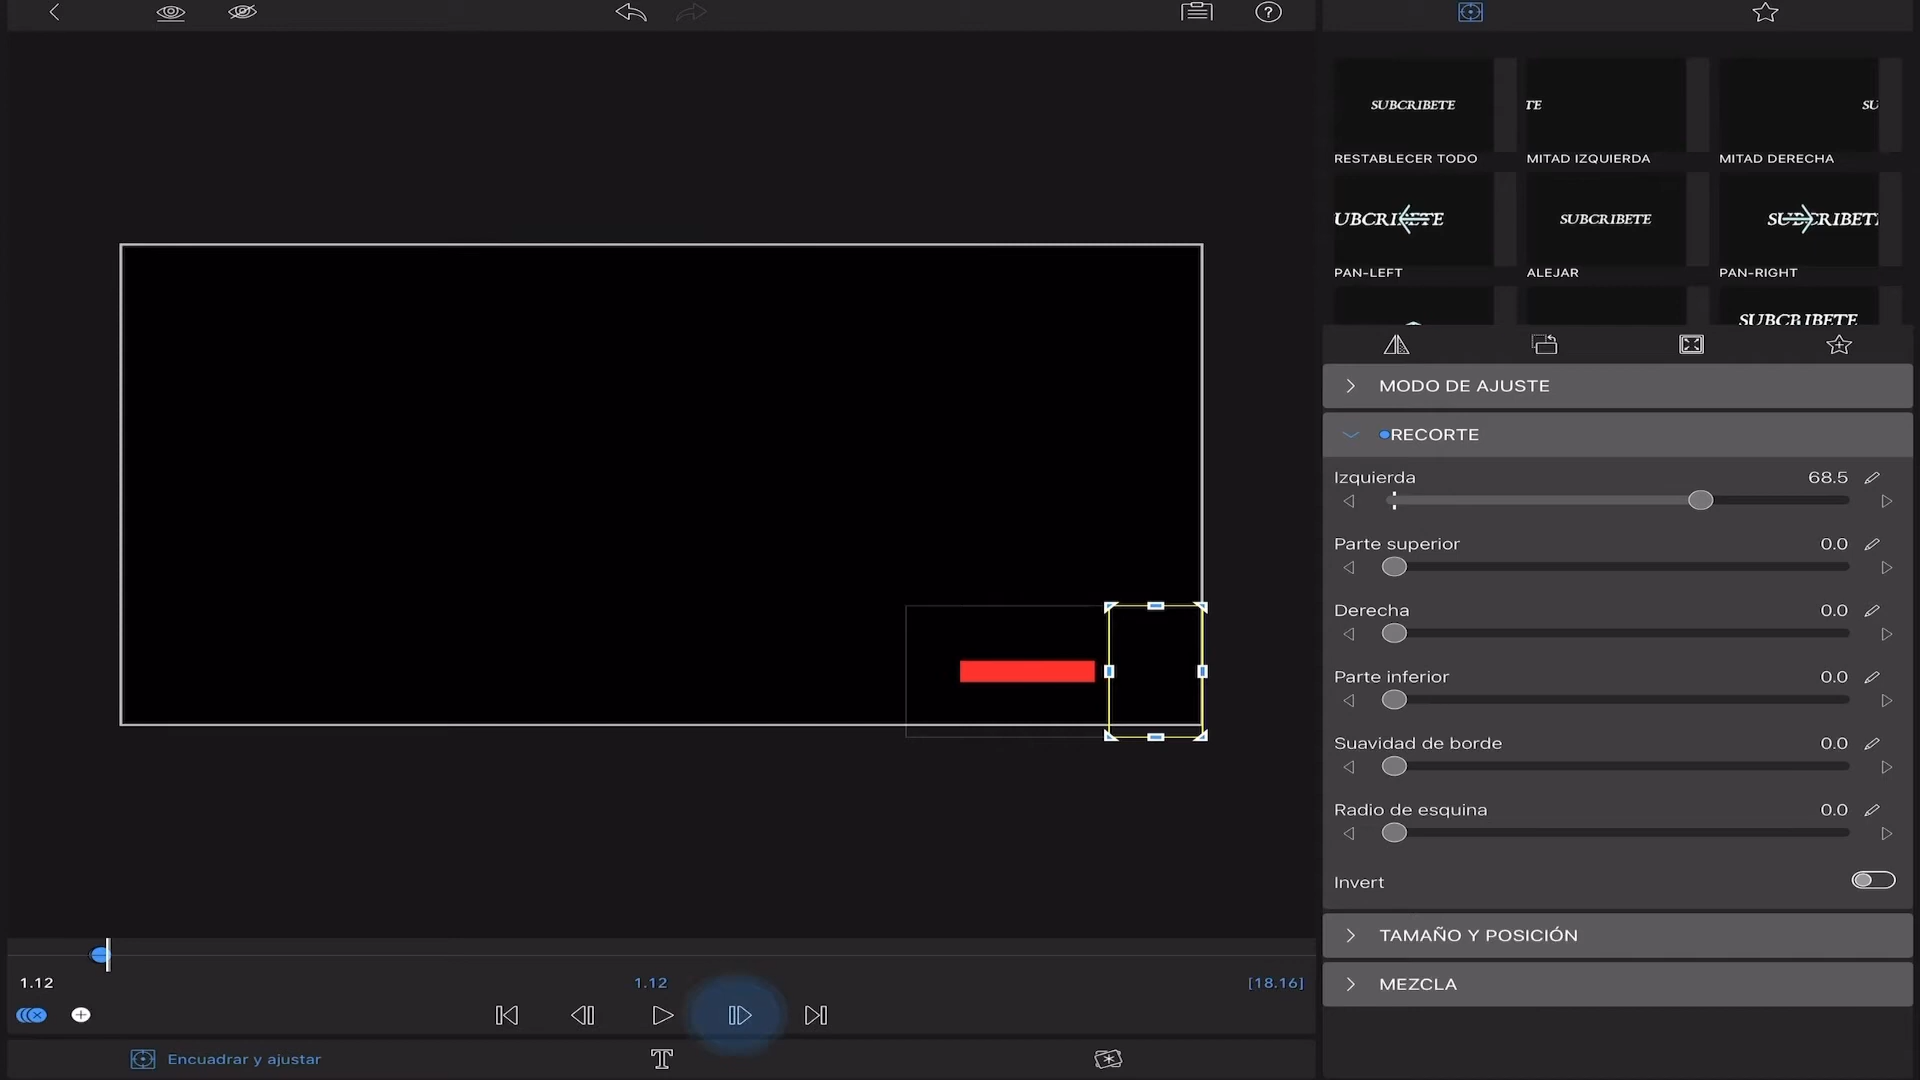 SUBCRIBETE
TE
SU
RESTABLECER TODO
MITAD IZQUIERDA
MITAD DERECHA
UBCRIBETE
SUBCRIBETE
SUBCRIBET
PAN-LEFT
ALEJAR
PAN-RIGHT
SUBCRIBETE
MODO DE AJUSTE
RECORTE
Izquierda
68.5
Parte superior
0.0
Derecha
0.0
Parte inferior
0.0
Suavidad de borde
0.0
Radio de esquina
0.0
Invert
TAMAÑO Y POSICIÓN
MEZCLA
1.12
1.12
[18.16]
Encuadrar y ajustar